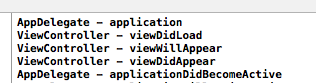 AppDelegate – application
ViewController – viewDidLoad
ViewController – viewWillAppear
ViewController – viewDidAppear
AppDelegate – applicationDidBecomeActive